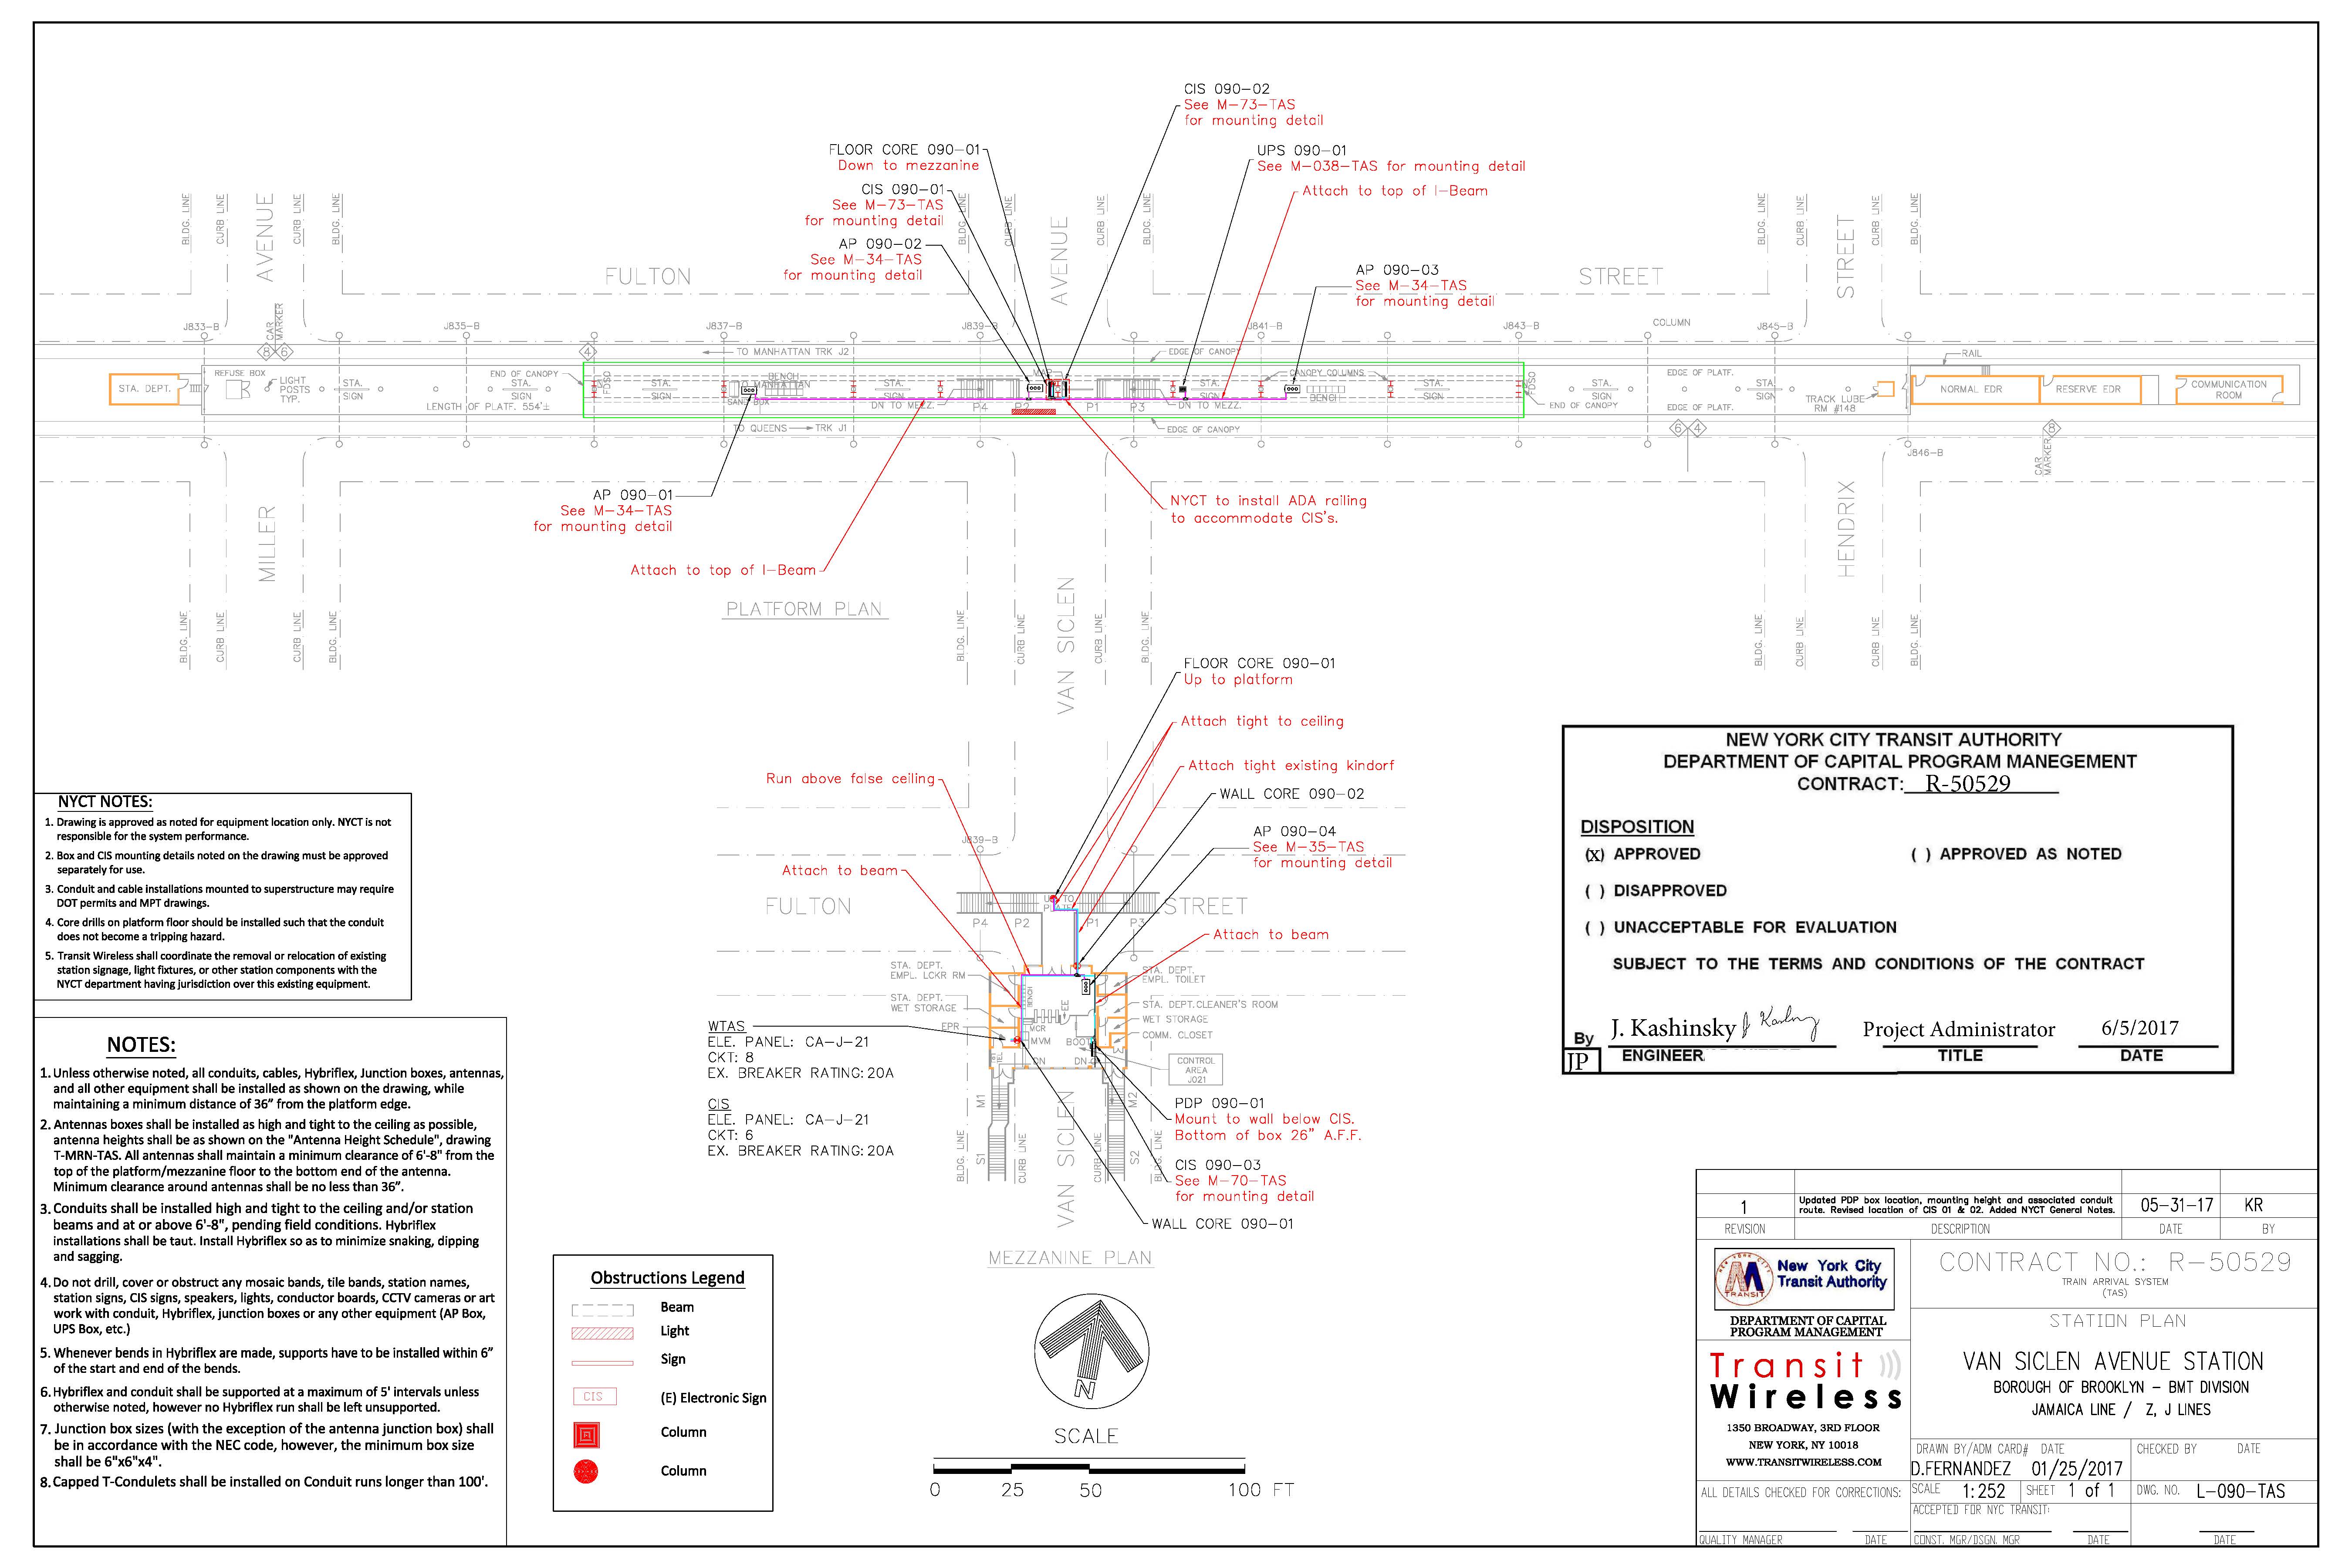 CIS 090-02
See M-73-TAS
for mounting detail
FLOOR CORE 090-01
Down to mezzanine
UPS 090-01
See M-038-TAS for mounting detail
CIS 090-01
See M-73-TAS
for mounting detail
Attach to top of I-Beam
AP 090-02
See M-34-TAS
for mounting detail
AP 090-03
See M-34-TAS
for mounting detail
BLDG. LINE
CURB LINE
AVENUE
CURB LINE
BLDG. LINE
BLDG. LINE
CURB LINE
AVENUE
CURB LINE
BLDG. LINE
BLDG. LINE
CURB LINE
STREET
CURB LINE
BLDG. LINE
FULTON
STREET
J833-B
CAR MARKER
J835-B
J837-B
J839-B
J841-B
J843-B
COLUMN
J845-B
8
6
4
TO MANHATTAN TRK J2
EDGE OF CANOPY
RAIL
STA. DEPT.
REFUSE BOX
LIGHT
POSTS
TYP.
STA.
SIGN
END OF CANOPY
STA.
SIGN
LENGTH OF PLATF. 554'±
STA.
SIGN
BENCH
TO MANHATTAN
SAND BOX
STA.
SIGN
DN TO MEZZ.
P4
P2
MAP
P1
P3
STA.
SIGN
DN TO MEZZ.
CANOPY COLUMNS
BENCH
STA.
SIGN
END OF CANOPY
STA.
SIGN
EDGE OF PLATF.
EDGE OF PLATF.
STA.
SIGN
TRACK LUBE
RM #148
NORMAL EDR
RESERVE EDR
COMMUNICATION
ROOM
TO QUEENS
TRK J1
EDGE OF CANOPY
6
4
8
CAR MARKER
J846-B
AP 090-01
See M-34-TAS
for mounting detail
NYCT to install ADA railing
to accommodate CIS's.
Attach to top of I-Beam
PLATFORM PLAN
MILLER
VAN SICLEN
HENDRIX
BLDG. LINE
CURB LINE
CURB LINE
BLDG. LINE
BLDG. LINE
CURB LINE
CURB LINE
BLDG. LINE
BLDG. LINE
CURB LINE
CURB LINE
BLDG. LINE
FLOOR CORE 090-01
Up to platform
Attach tight to ceiling
Run above false ceiling
Attach tight existing kindorf
WALL CORE 090-02
AP 090-04
See M-35-TAS
for mounting detail
J839-B
Attach to beam
FULTON
STREET
P4
P2
P1
P3
Attach to beam
STA. DEPT.
EMPL. LCKR RM
STA. DEPT.
EMPL. TOILET
STA. DEPT.
WET STORAGE
BENCH
STA. DEPT.CLEANER'S ROOM
WET STORAGE
EPR
MCR
MVM
COMM. CLOSET
DN
DN
CONTROL
AREA
J021
WTAS
ELE. PANEL: CA-J-21
CKT: 8
EX. BREAKER RATING:20A
CIS
ELE. PANEL: CA-J-21
CKT: 6
EX. BREAKER RATING:20A
M1
M2
S1
S2
BLDG. LINE
CURB LINE
VAN SICLEN
CURB LINE
BLDG. LINE
PDP 090-01
Mount to wall below CIS.
Bottom of box 26" A.F.F.
CIS 090-03
See M-70-TAS
for mounting detail
WALL CORE 090-01
MEZZANINE PLAN
N
SCALE
0 25 50 100 FT
NYCT NOTES:
1. Drawing is approved as noted for equipment location only. NYCT is not
responsible for the system performance.
2. Box and CIS mounting details noted on the drawing must be approved
separately for use.
3. Conduit and cable installations mounted to superstructure may require
DOT permits and MPT drawings.
4. Core drills on platform floor should be installed such that the conduit
does not become a tripping hazard.
5. Transit Wireless shall coordinate the removal or relocation of existing
station signage, light fixtures, or other station components with the
NYCT department having jurisdiction over this existing equipment.
NOTES:
1. Unless otherwise noted, all conduits, cables, Hybriflex, Junction boxes, antennas,
and all other equipment shall be installed as shown on the drawing, while
maintaining a minimum distance of 36” from the platform edge.
2. Antennas boxes shall be installed as high and tight to the ceiling as possible,
antenna heights shall be as shown on the "Antenna Height Schedule", drawing
T-MRN-TAS. All antennas shall maintain a minimum clearance of 6'-8" from the
top of the platform/mezzanine floor to the bottom end of the antenna.
Minimum clearance around antennas shall be no less than 36”.
3. Conduits shall be installed high and tight to the ceiling and/or station
beams and at or above 6'-8", pending field conditions. Hybriflex
installations shall be taut. Install Hybriflex so as to minimize snaking, dipping
and sagging.
4. Do not drill, cover or obstruct any mosaic bands, tile bands, station names,
station signs, CIS signs, speakers, lights, conductor boards, CCTV cameras or art
work with conduit, Hybriflex, junction boxes or any other equipment (AP Box,
UPS Box, etc.)
5. Whenever bends in Hybriflex are made, supports have to be installed within 6”
of the start and end of the bends.
6. Hybriflex and conduit shall be supported at a maximum of 5' intervals unless
otherwise noted, however no Hybriflex run shall be left unsupported.
7. Junction box sizes (with the exception of the antenna junction box) shall
be in accordance with the NEC code, however, the minimum box size
shall be 6"x6"x4".
8. Capped T-Condulets shall be installed on Conduit runs longer than 100'.
Obstructions Legend
Beam
Light
Sign
CIS (E) Electronic Sign
Column
Column
NEW YORK CITY TRANSIT AUTHORITY
DEPARTMENT OF CAPITAL PROGRAM MANEGEMENT
CONTRACT: R-50529
DISPOSITION
(X) APPROVED
( ) APPROVED AS NOTED
( ) DISAPPROVED
( ) UNACCEPTABLE FOR EVALUATION
SUBJECT TO THE TERMS AND CONDITIONS OF THE CONTRACT
By J. Kashinsky Project Administrator 6/5/2017
JP ENGINEER TITLE DATE
1 Updated PDP box location, mounting height and associated conduit
route. Revised location of CIS 01 & 02. Added NYCT General Notes. 05-31-17 KR
REVISION DESCRIPTION DATE BY
TRANSIT
New York City
Transit Authority
DEPARTMENT OF CAPITAL
PROGRAM MANAGEMENT
CONTRACT NO.: R-50529
TRAIN ARRIVAL SYSTEM
(TAS)
STATION PLAN
Transit
Wireless
1350 BROADWAY, 3RD FLOOR
NEW YORK, NY 10018
WWW.TRANSITWIRELESS.COM
VAN SICLEN AVENUE STATION
BOROUGH OF BROOKLYN - BMT DIVISION
JAMAICA LINE / Z, J LINES
DRAWN BY/ADM CARD# DATE
D.FERNANDEZ 01/25/2017
CHECKED BY DATE
ALL DETAILS CHECKED FOR CORRECTIONS:
SCALE 1:252 SHEET 1 of 1 DWG. NO. L-090-TAS
ACCEPTED FOR NYC TRANSIT:
QUALITY MANAGER DATE CONST. MGR/DSGN. MGR DATE DATE